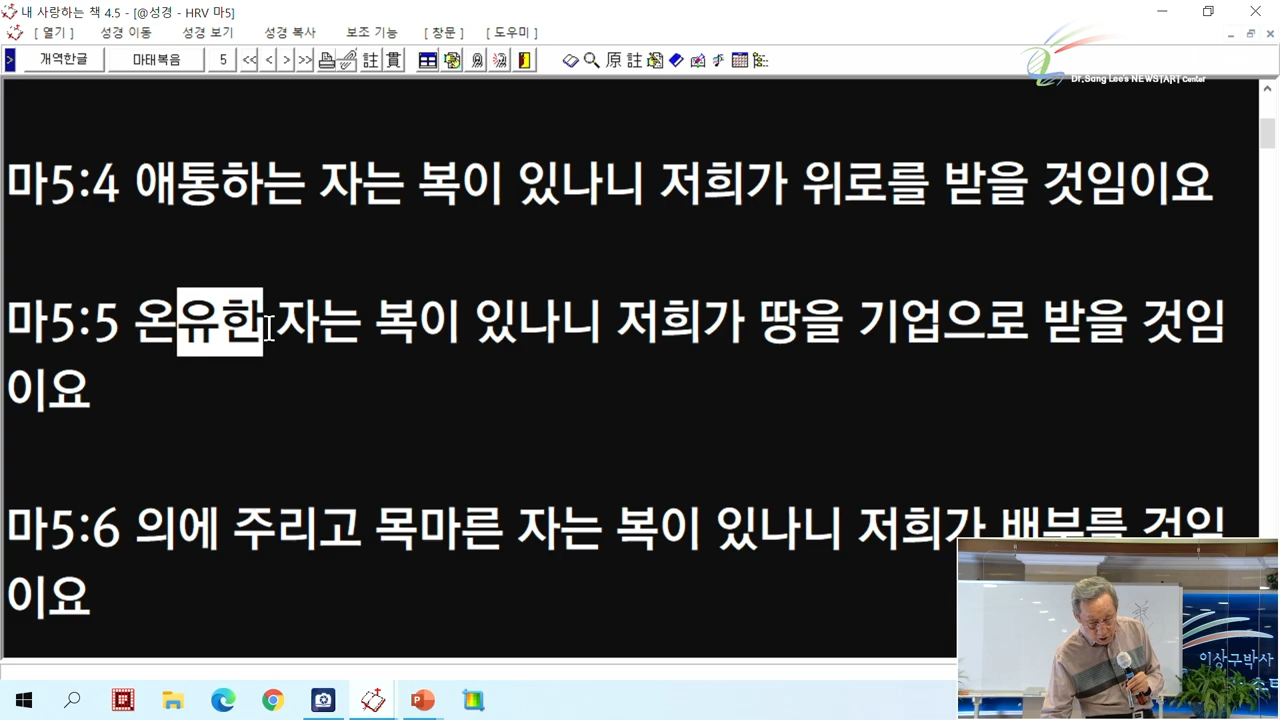 내 사랑하는 책 4.5 - [@성경 - HRV 마5]
[ 열기 ] 성경 이동 성경 보기 성경 복사 보조 기능 [ 창문 ] [ 도우미 ]
> 개역한글 마태복음 5 << < > >> 註 貫 原 註
Dr.Sang Lee's NEWSTART Center
마5:4 애통하는 자는 복이 있나니 저희가 위로를 받을 것임이요
마5:5 온유한 자는 복이 있나니 저희가 땅을 기업으로 받을 것임
이요
마5:6 의에 주리고 목마른 자는 복이 있나니 저희가 배부를 것임
이요
이상구박사